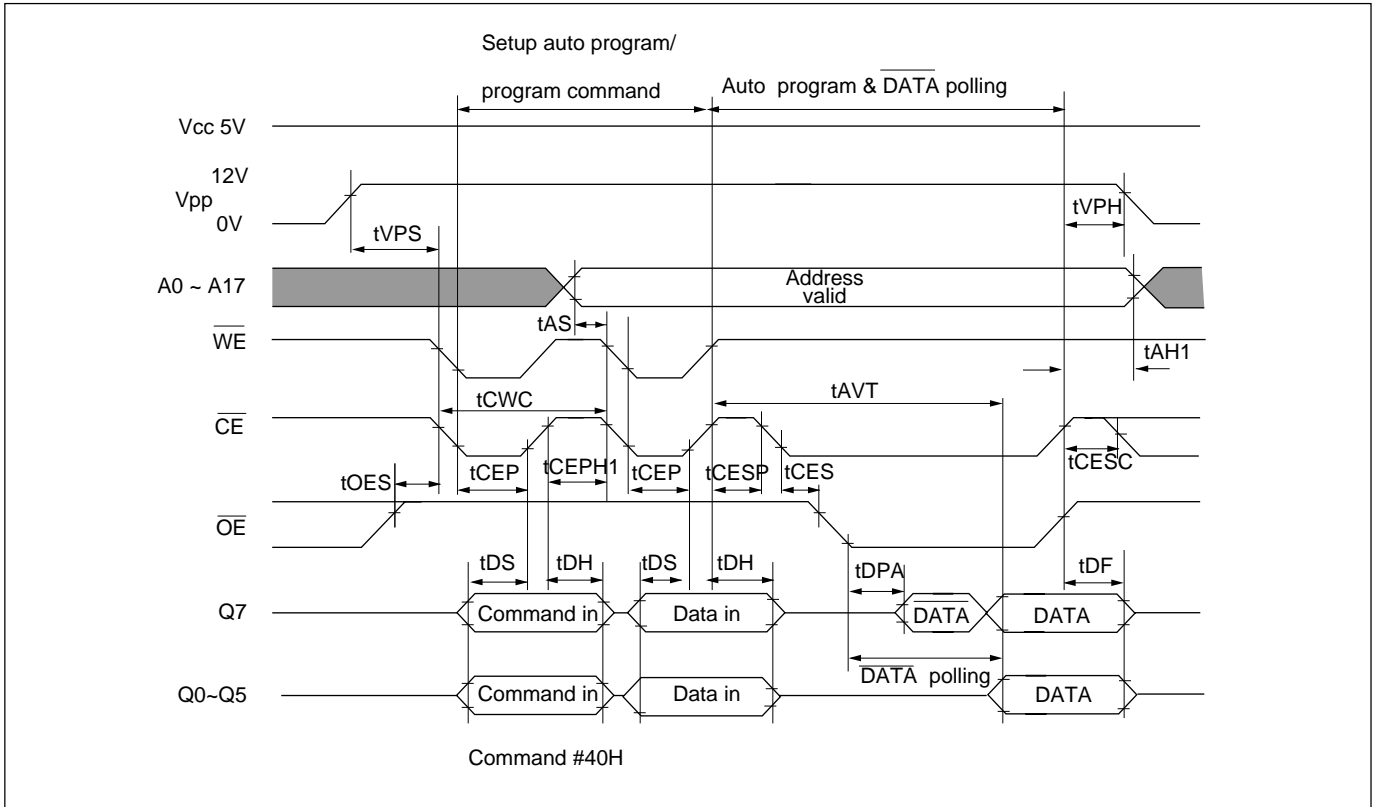 Setup auto program/
program command
Auto program & DATA polling
Vcc 5V
12V
Vpp
0V
tVPS
tVPH
A0 ~ A17
Address
valid
tAS
WE
tAH1
tCWC
tAVT
CE
tCEP
tCEPH1
tCEP
tCESP
tCES
tCESC
tOES
OE
tDS
tDH
tDS
tDH
tDPA
tDF
Q7
Command in
Data in
DATA
DATA
DATA polling
Q0~Q5
Command in
Data in
DATA
Command #40H